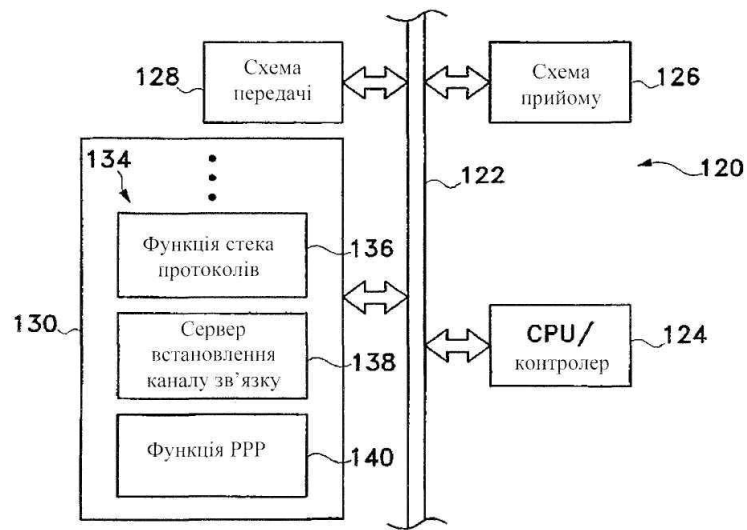 128
Схема
передачі
Схема
прийому
126
134
122
120
Функція стека
протоколів
136
130
Сервер
встановлення
каналу зв’язку
138
CPU/
контролер
124
Функція PPP
140